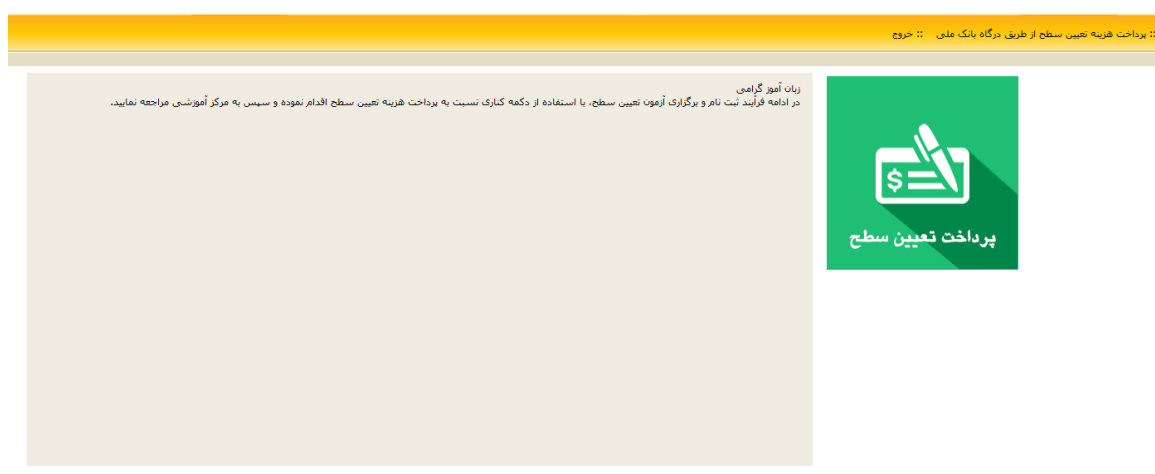 :: پرداخت هزینه تعیین سطح از طریق درگاه بانک ملی :: خروج
زبان آموز گرامی
در ادامه فرآیند ثبت نام و برگزاری آزمون تعیین سطح، با استفاده از دکمه کناری نسبت به پرداخت هزینه تعیین سطح اقدام نموده و سپس به مرکز آموزشی مراجعه نمایید.
$
پرداخت تعیین سطح